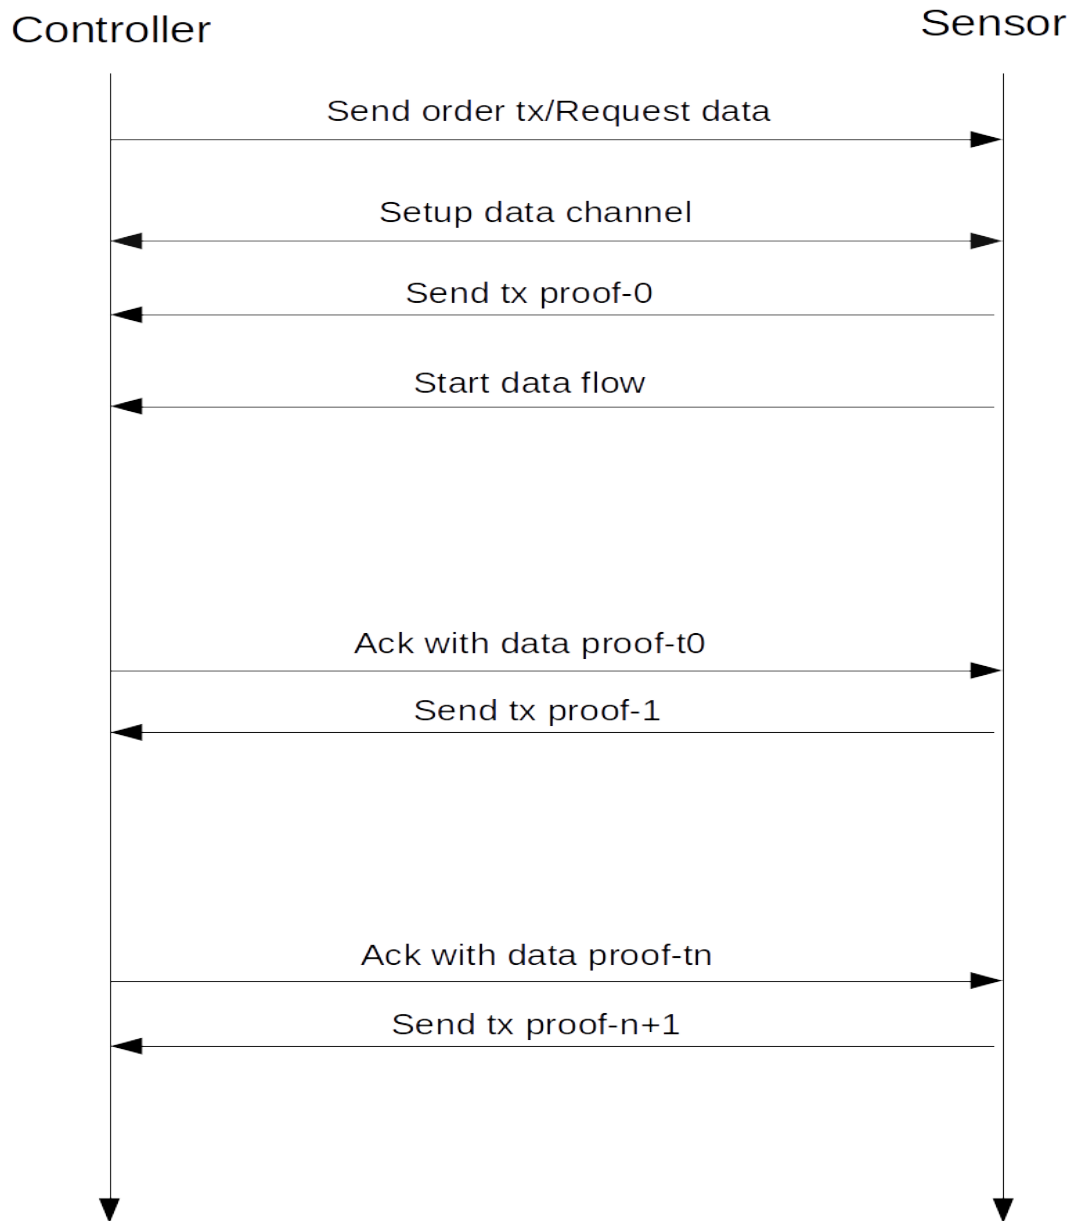 Controller
Sensor
Send order tx/Request data
Setup data channel
Send tx proof-0
Start data flow
Ack with data proof-t0
Send tx proof-1
Ack with data proof-tn
Send tx proof-n+1